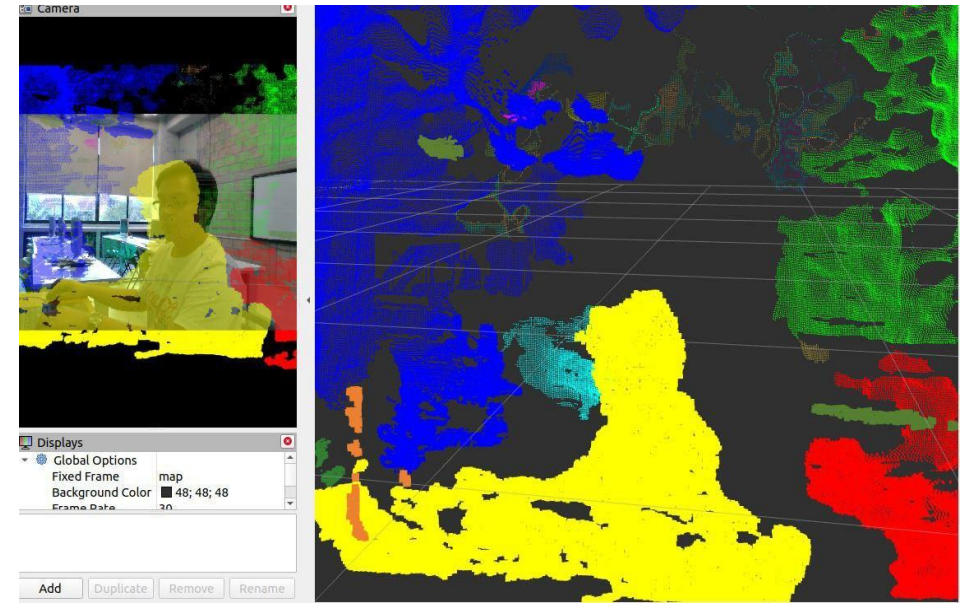 Camera
Displays
Global Options
Fixed Frame map
Background Color 48; 48; 48
Frame Rate 30
Add Duplicate Remove Rename